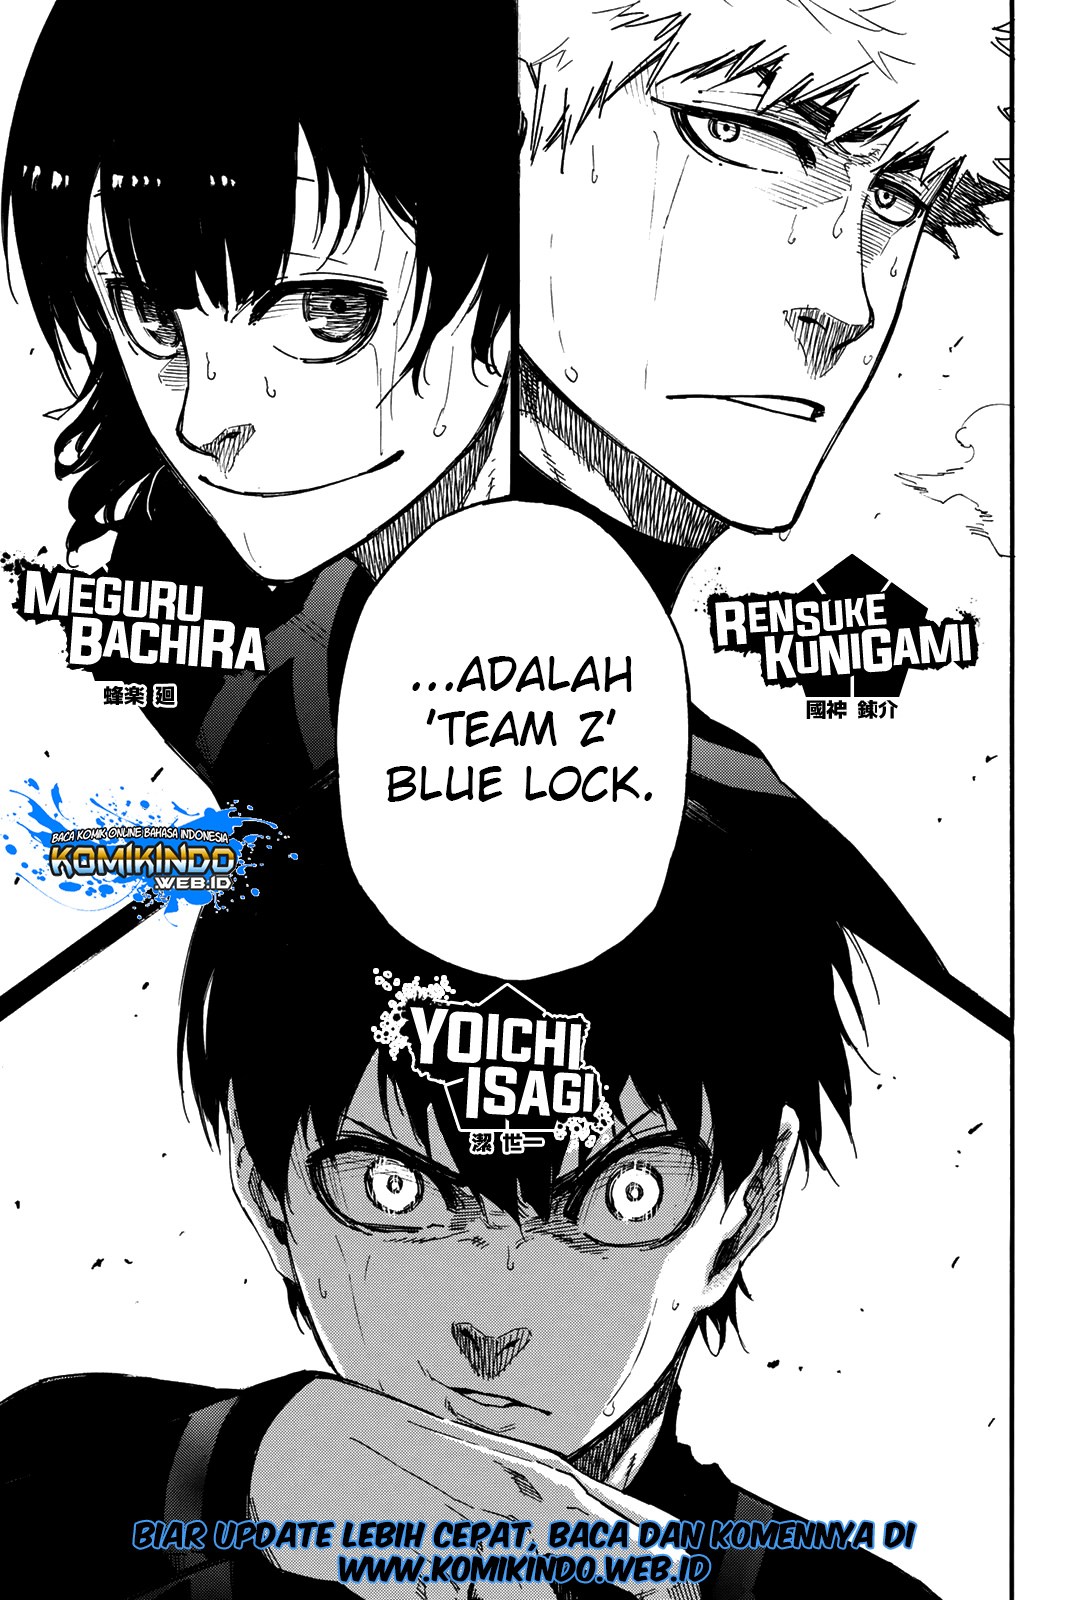 MEGURU
BACHIRA
蜂楽 廻
RENSUKE
KUNIGAMI
國神 錬介
...ADALAH
'TEAM Z'
BLUE LOCK.
BACA KOMIK ONLINE BAHASA INDONESIA
KOMIKINDO
.WEB.ID
YOICHI
ISAGI
潔 世一
BIAR UPDATE LEBIH CEPAT, BACA DAN KOMENNYA DI
WWW.KOMIKINDO.WEB.ID